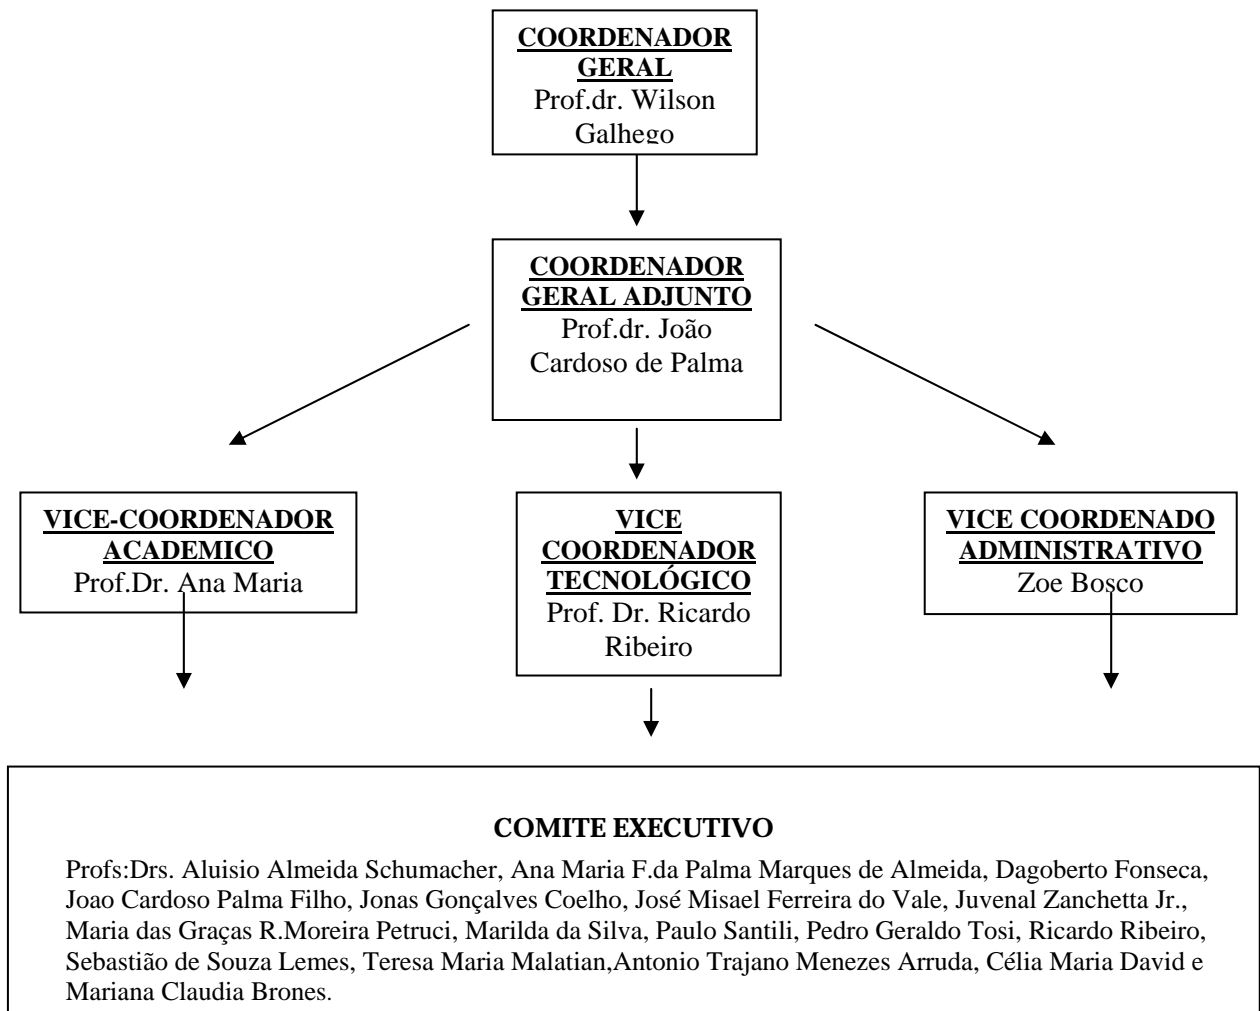 COORDENADOR
GERAL
Prof.dr. Wilson
Galhego
COORDENADOR
GERAL ADJUNTO
Prof.dr. João
Cardoso de Palma
VICE-COORDENADOR
ACADEMICO
Prof.Dr. Ana Maria
VICE
COORDENADOR
TECNOLÓGICO
Prof. Dr. Ricardo
Ribeiro
VICE COORDENADO
ADMINISTRATIVO
Zoe Bosco
COMITE EXECUTIVO
Profs:Drs. Aluisio Almeida Schumacher, Ana Maria F.da Palma Marques de Almeida, Dagoberto Fonseca,
Joao Cardoso Palma Filho, Jonas Gonçalves Coelho, José Misael Ferreira do Vale, Juvenal Zanchetta Jr.,
Maria das Graças R.Moreira Petruci, Marilda da Silva, Paulo Santili, Pedro Geraldo Tosi, Ricardo Ribeiro,
Sebastião de Souza Lemes, Teresa Maria Malatian,Antonio Trajano Menezes Arruda, Célia Maria David e
Mariana Claudia Brones.